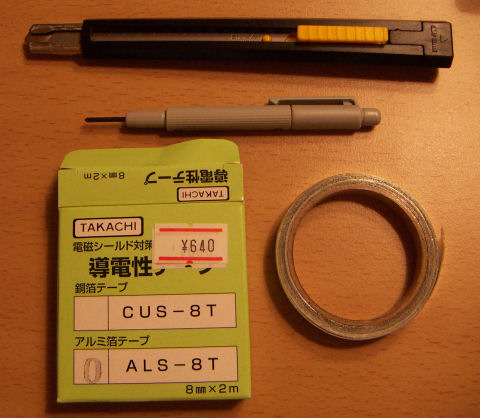 8mm×2m
導電性テープ
TAKACHI
TAKACHI
電磁シールド対策
¥640
導電性テープ
銅箔テープ
CUS-8T
アルミ箔テープ
0
ALS-8T
8mm×2m